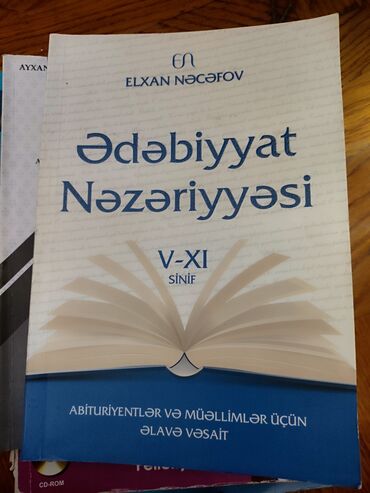 AYXAN
EN
ELXAN NƏCƏFOV
Ədəbiyyat
Nəzəriyyəsi
V-XI
SİNİF
ABİTURİYENTLƏR VƏ MÜƏLLİMLƏR ÜÇÜN
ƏLAVƏ VƏSAİT
CD-ROM